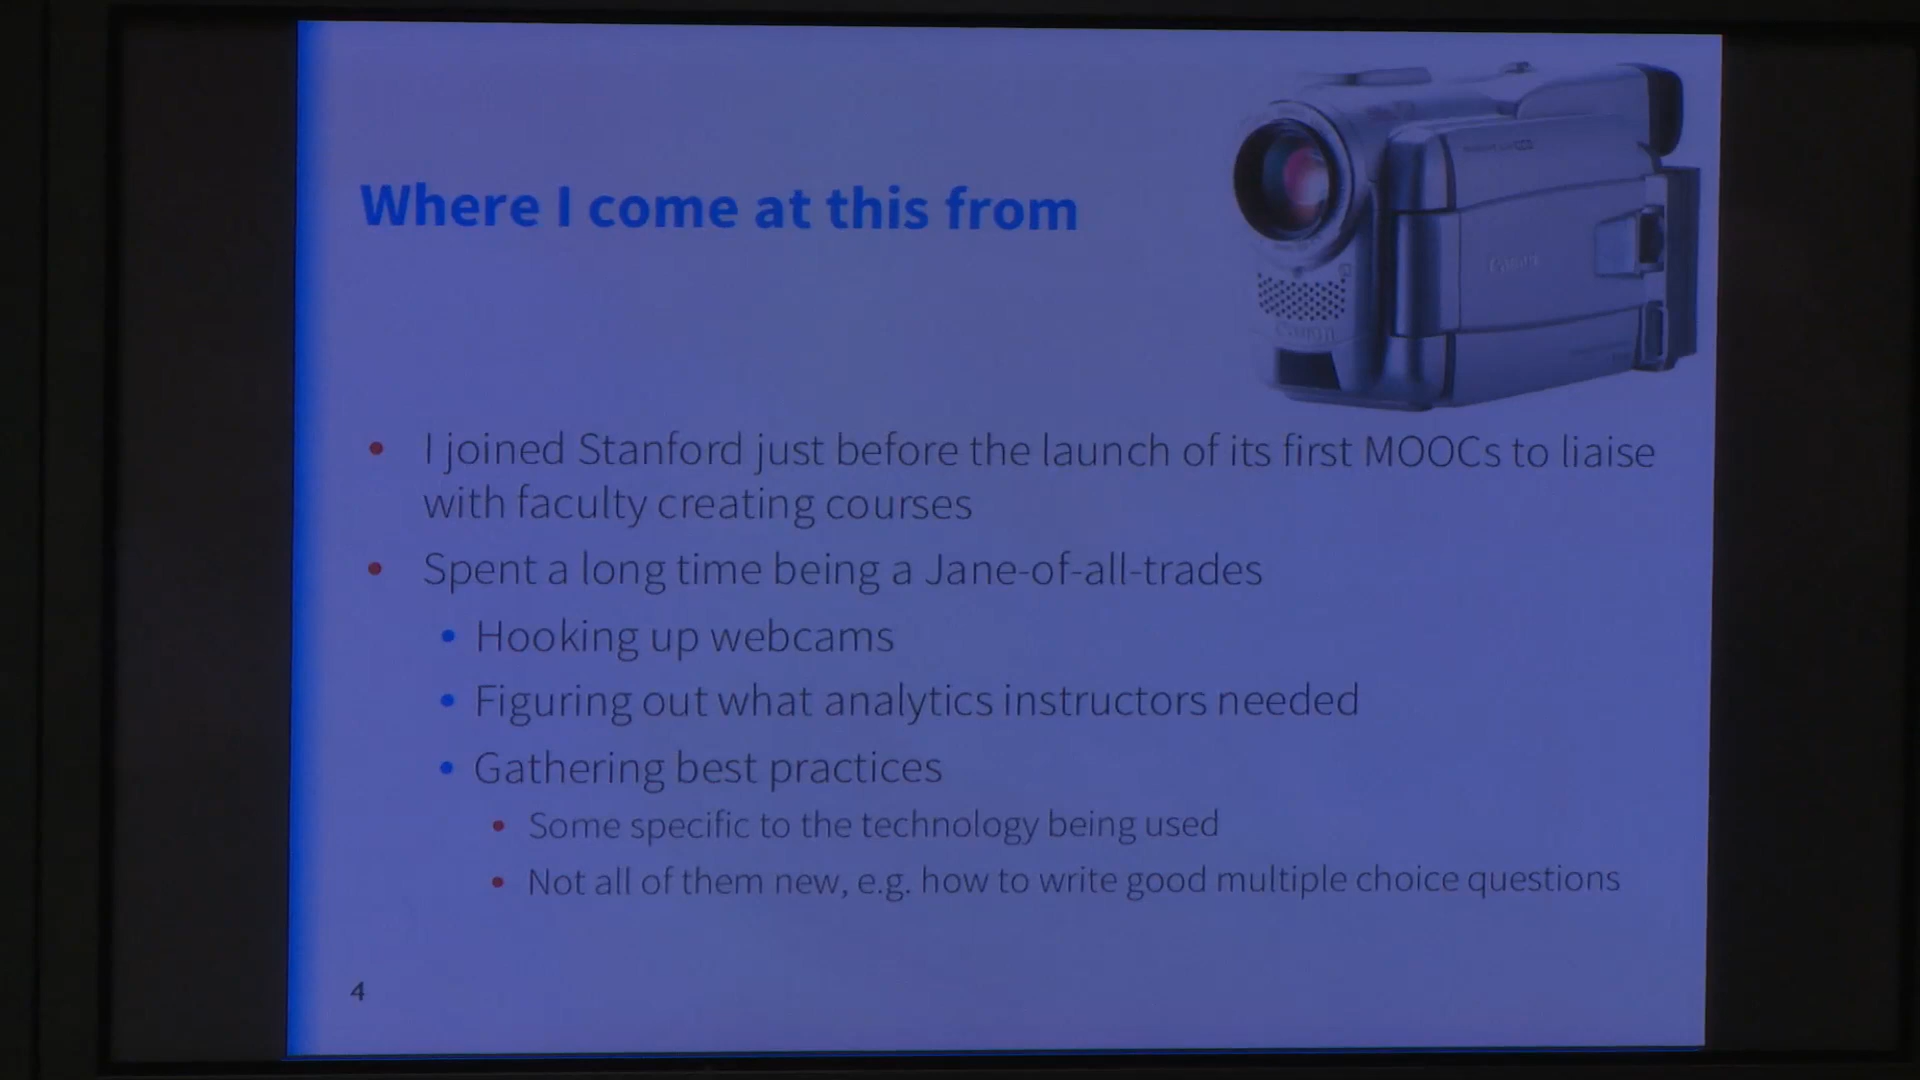 Where I come at this from
Canon
Canon
• I joined Stanford just before the launch of its first MOOCs to liaise
with faculty creating courses
• Spent a long time being a Jane-of-all-trades
• Hooking up webcams
• Figuring out what analytics instructors needed
• Gathering best practices
• Some specific to the technology being used
• Not all of them new, e.g. how to write good multiple choice questions
4